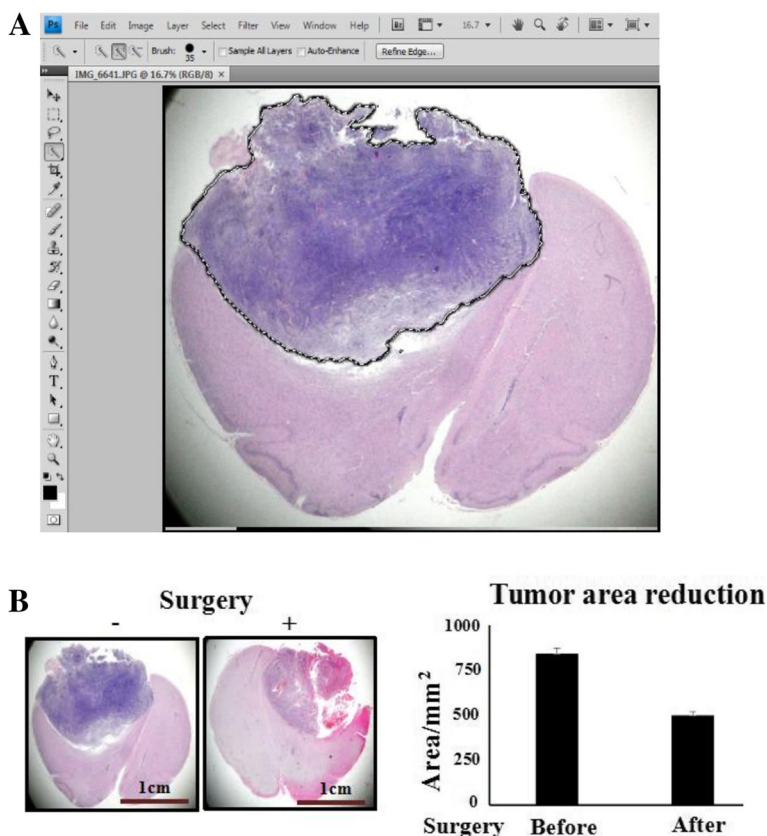 A
Ps File Edit Image Layer Select Filter View Window Help Br 16.7
Brush: 35 Sample All Layers Auto-Enhance Refine Edge...
IMG_6641.JPG @ 16.7% (RGB/8) ×
T
B
Surgery
- +
1cm 1cm
Tumor area reduction
Area/mm²
1000
750
500
250
0
Surgery Before After